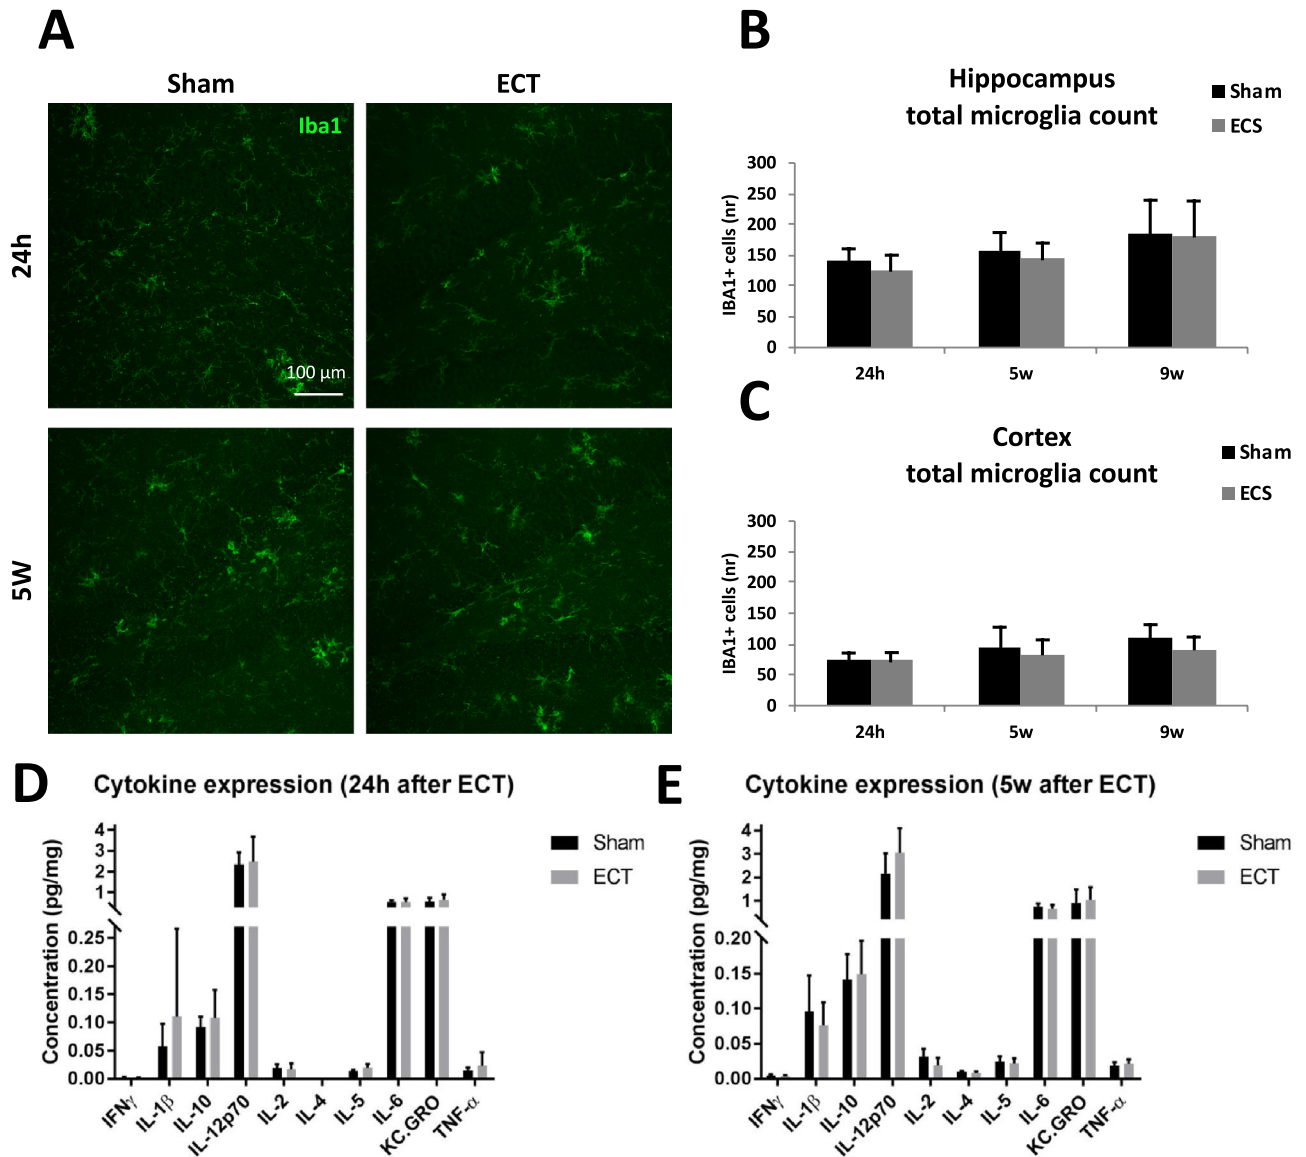 A
Sham
ECT
24h
Iba1
100 µm
5W
B
Hippocampus
total microglia count
Sham
ECS
IBA1+ cells (nr)
300
250
200
150
100
50
0
24h
5w
9w
C
Cortex
total microglia count
Sham
ECS
IBA1+ cells (nr)
300
250
200
150
100
50
0
24h
5w
9w
D
Cytokine expression (24h after ECT)
Sham
ECT
Concentration (pg/mg)
4
3
2
1
0.25
0.20
0.15
0.10
0.05
0.00
IFNγ
IL-1β
IL-10
IL-12p70
IL-2
IL-4
IL-5
IL-6
KC.GRO
TNF-α
E
Cytokine expression (5w after ECT)
Sham
ECT
Concentration (pg/mg)
4
3
2
1
0.20
0.15
0.10
0.05
0.00
IFNγ
IL-1β
IL-10
IL-12p70
IL-2
IL-4
IL-5
IL-6
KC.GRO
TNF-α